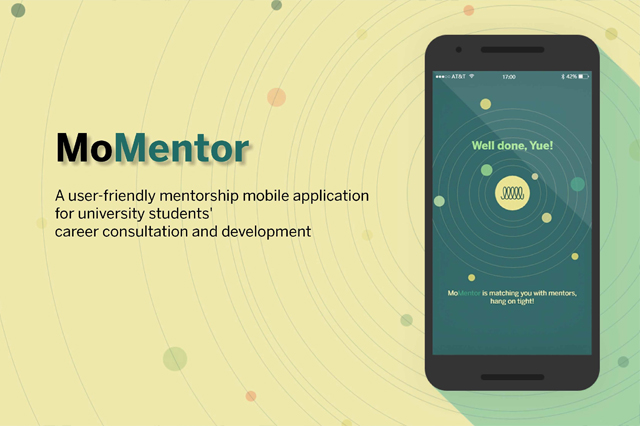 MoMentor
A user-friendly mentorship mobile application
for university students'
career consultation and development
AT&T 17:00 42%
Well done, Yue!
MoMentor is matching you with mentors,
hang on tight!